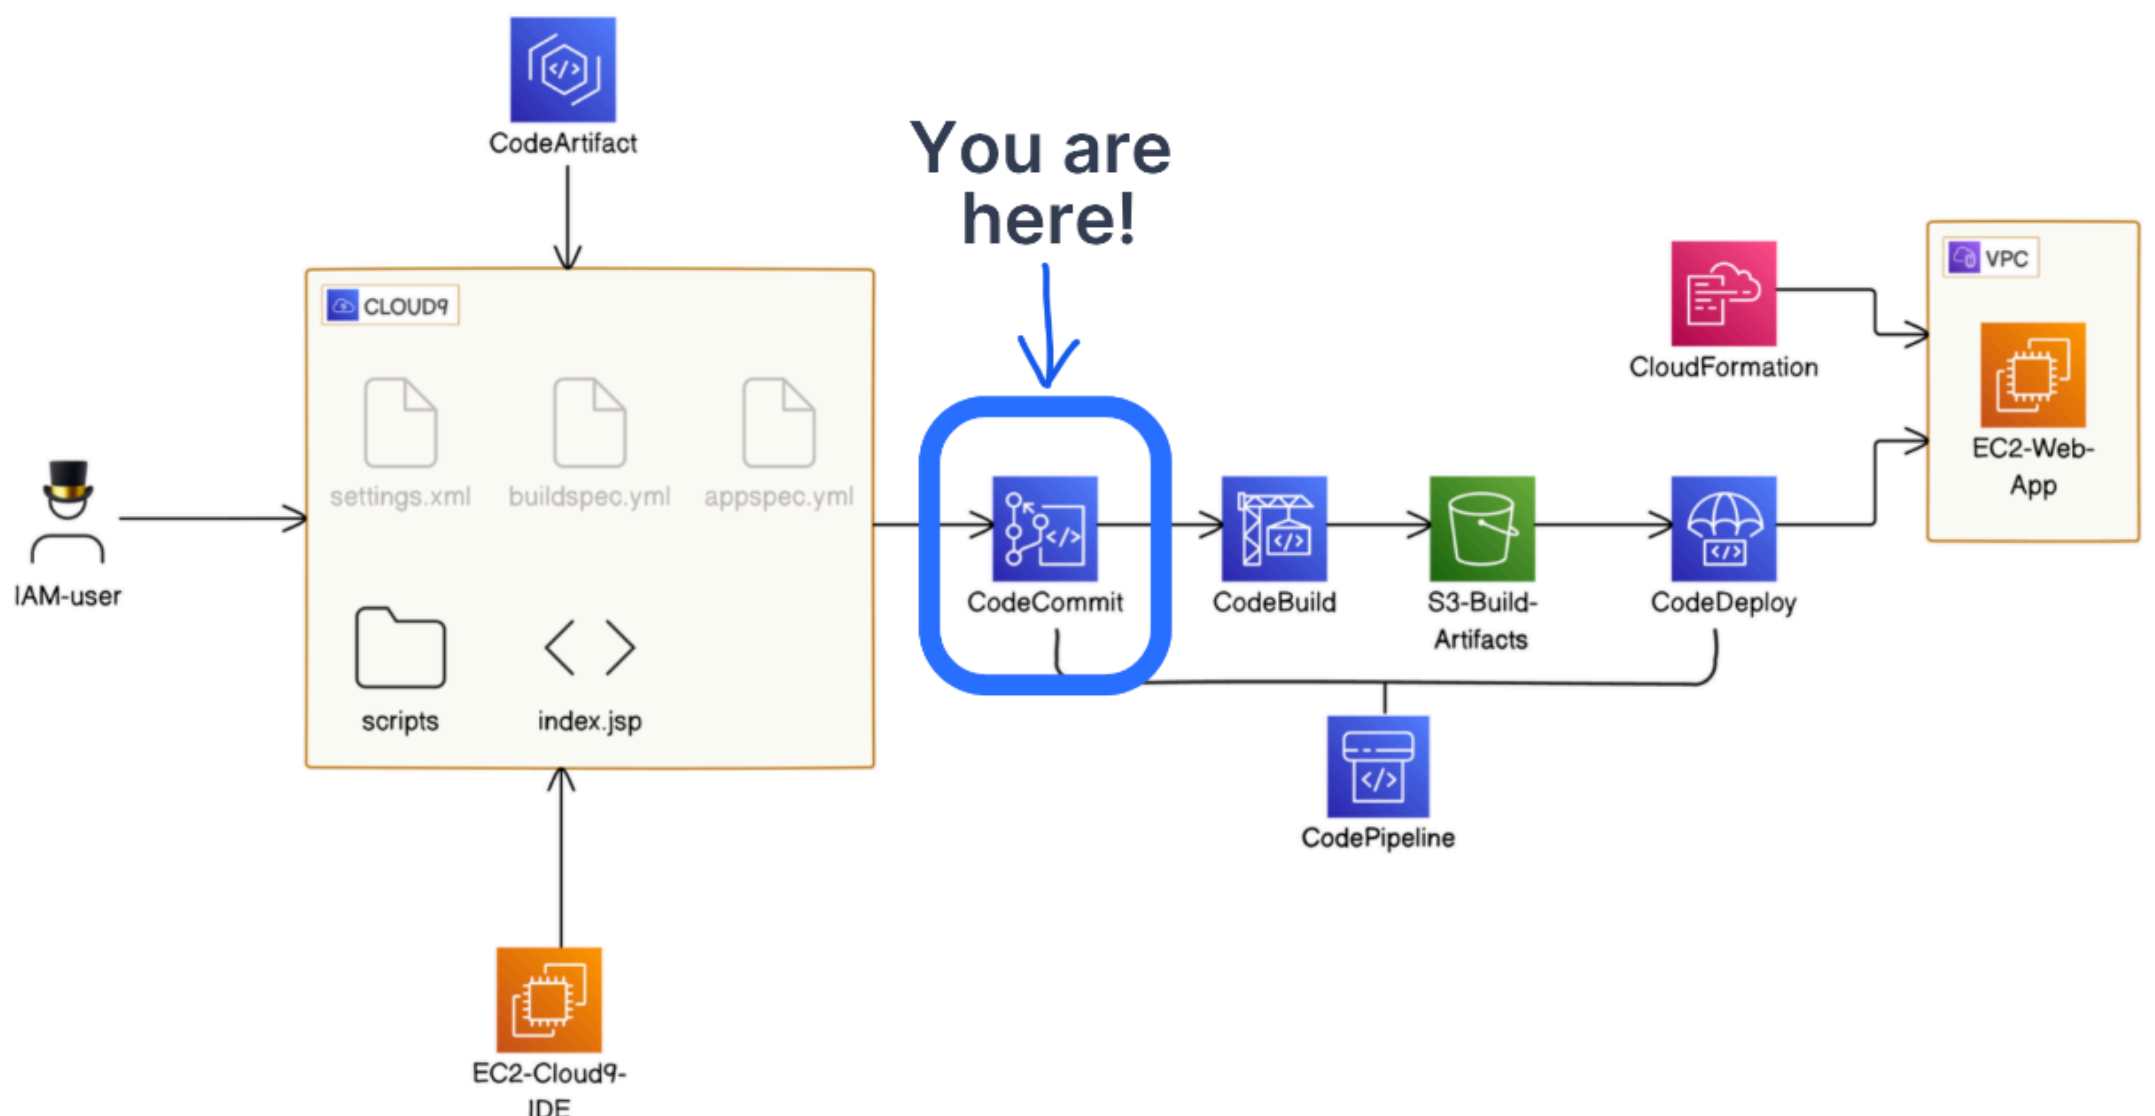 CodeArtifact
You are
here!
CLOUD9
settings.xml
buildspec.yml
appspec.yml
scripts
index.jsp
IAM-user
EC2-Cloud9-
IDE
CodeCommit
CodeBuild
S3-Build-
Artifacts
CodeDeploy
CodePipeline
CloudFormation
VPC
EC2-Web-
App